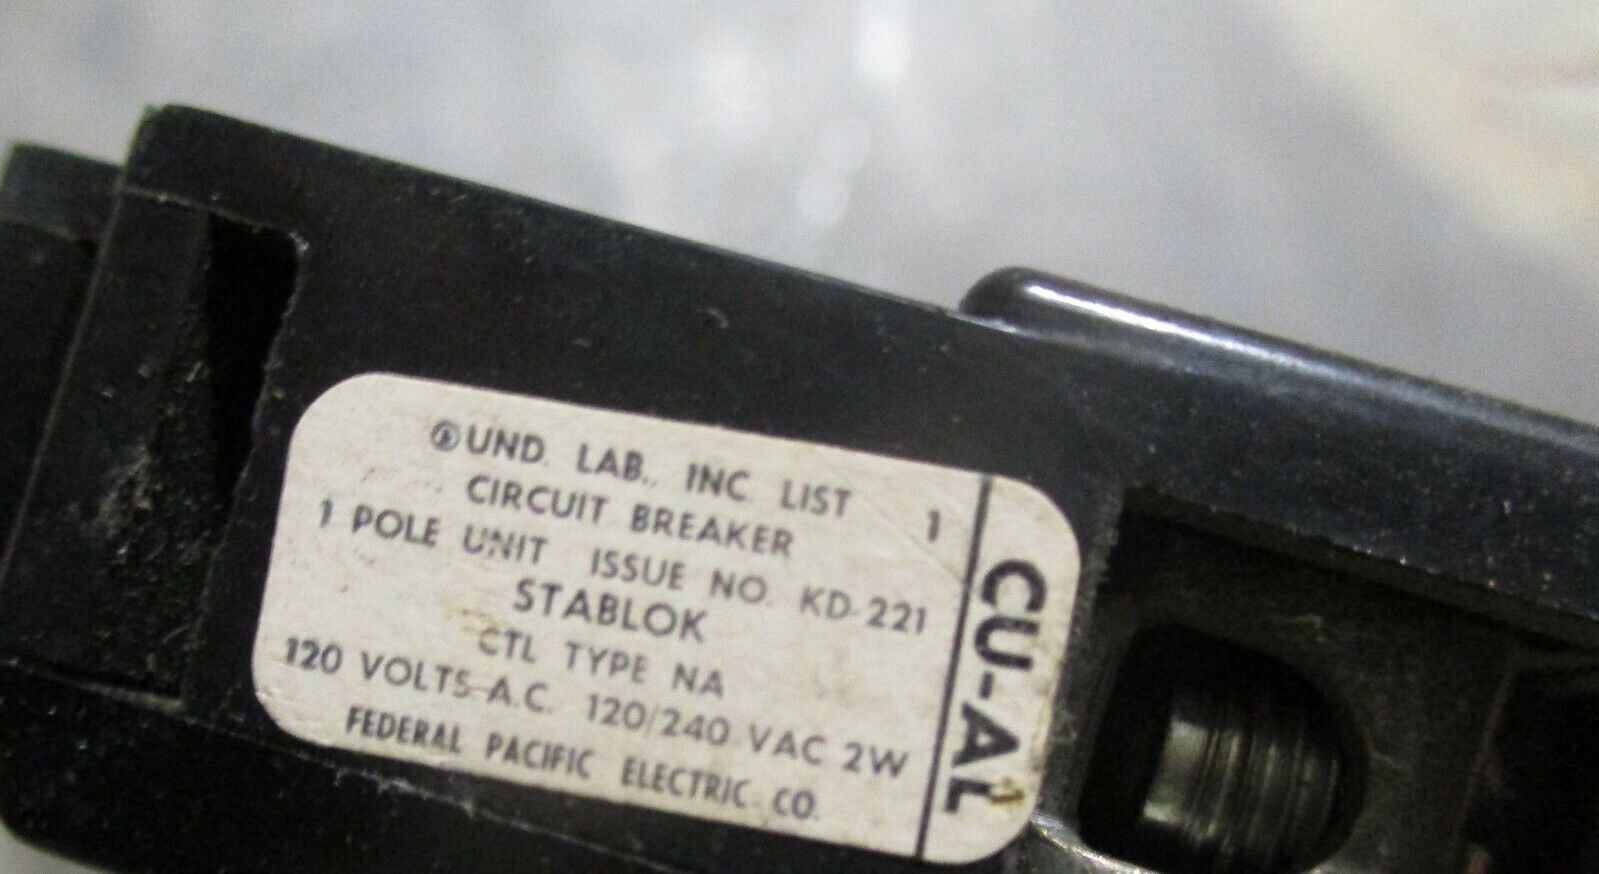 UND. LAB., INC. LIST 1
CIRCUIT BREAKER
1 POLE UNIT ISSUE NO. KD-221
STABLOK
CTL TYPE NA
120 VOLTS-A.C. 120/240 VAC 2W
FEDERAL PACIFIC ELECTRIC CO.
CU-AL